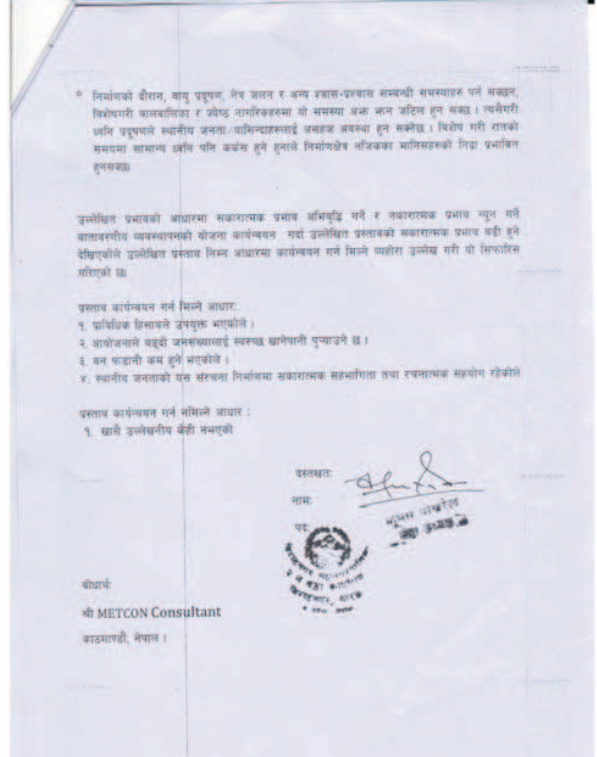 ° निर्माणको दौरान, वायु प्रदूषण, नेत्र जलन र अन्य श्वास-प्रश्वास सम्बन्धी समस्याहरु पर्न सक्छन्,
विशेषगरी बालबालिका र ज्येष्ठ नागरिकहरुमा यो समस्या अझ जटिल हुन सक्छ । त्यसैगरी
ध्वनि प्रदूषणले स्थानीय जनता बासिन्दाहरुलाई असहज अवस्था हुन सक्नेछ । विशेष गरी रातको
समयमा सामान्य ध्वनि पनि कर्कस हुने हुनाले निर्माणक्षेत्र नजिकका मानिसहरुको निद्रा प्रभावित
हुनसक्छ।
उल्लेखित प्रभावको आधारमा सकारात्मक प्रभाव अभिवृद्धि गर्ने र नकारात्मक प्रभाव न्यून गर्ने
वातावरणीय व्यवस्थापनको योजना कार्यन्वयन गर्दा उल्लेखित प्रस्तावको सकारात्मक प्रभाव बढी हुने
देखिएकोले उल्लेखित प्रस्ताव निम्न आधारमा कार्यन्वयन गर्न मिल्ने व्यहोरा उल्लेख गरी यो सिफारिस
गरिएको छ।
प्रस्ताव कार्यन्वयन गर्न मिल्ने आधार:
१. प्राविधिक हिसावले उपयुक्त भएकोले ।
२. आयोजनाले बढ्दो जनसंख्यालाई स्वच्छ खानेपानी पुऱ्याउने छ ।
३. वन फडानी कम हुने भएकोले ।
४. स्थानीय जनताको यस संरचना निर्माणमा सकारात्मक सहभागिता तथा रचनात्मक सहयोग रहेकोले
प्रस्ताव कार्यन्वयन गर्न नमिल्ने आधार :
१. खासै उल्लेखनीय केही नभएको
दस्तखत:
नाम:
पद:
बोधार्थ:
श्री METCON Consultant
काठमाण्डौ, नेपाल ।